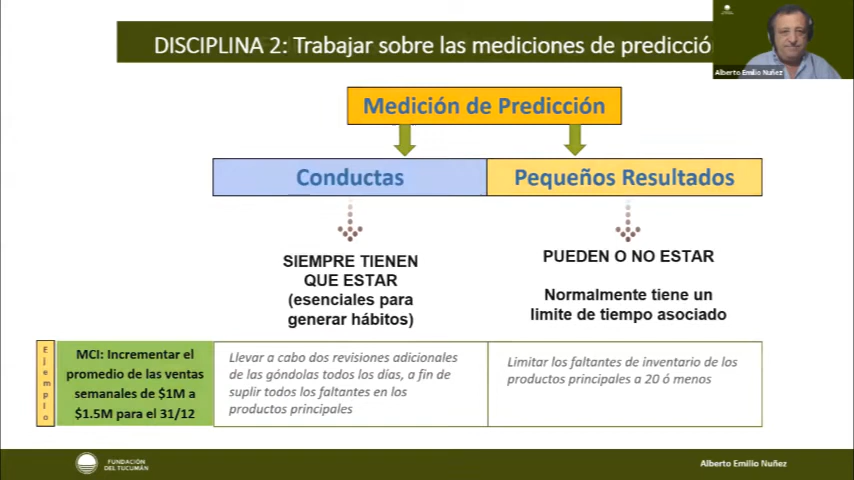 DISCIPLINA 2: Trabajar sobre las mediciones de predicció
Alberto Emilio Nuñez
Medición de Predicción
Conductas
Pequeños Resultados
SIEMPRE TIENEN
QUE ESTAR
(esenciales para
generar hábitos)
PUEDEN O NO ESTAR
Normalmente tiene un
limite de tiempo asociado
Ejemplo
MCI: Incrementar el
promedio de las ventas
semanales de $1M a
$1.5M para el 31/12
Llevar a cabo dos revisiones adicionales
de las góndolas todos los días, a fin de
suplir todos los faltantes en los
productos principales
Limitar los faltantes de inventario de los
productos principales a 20 ó menos
FUNDACIÓN
DEL TUCUMÁN
Alberto Emilio Nuñez